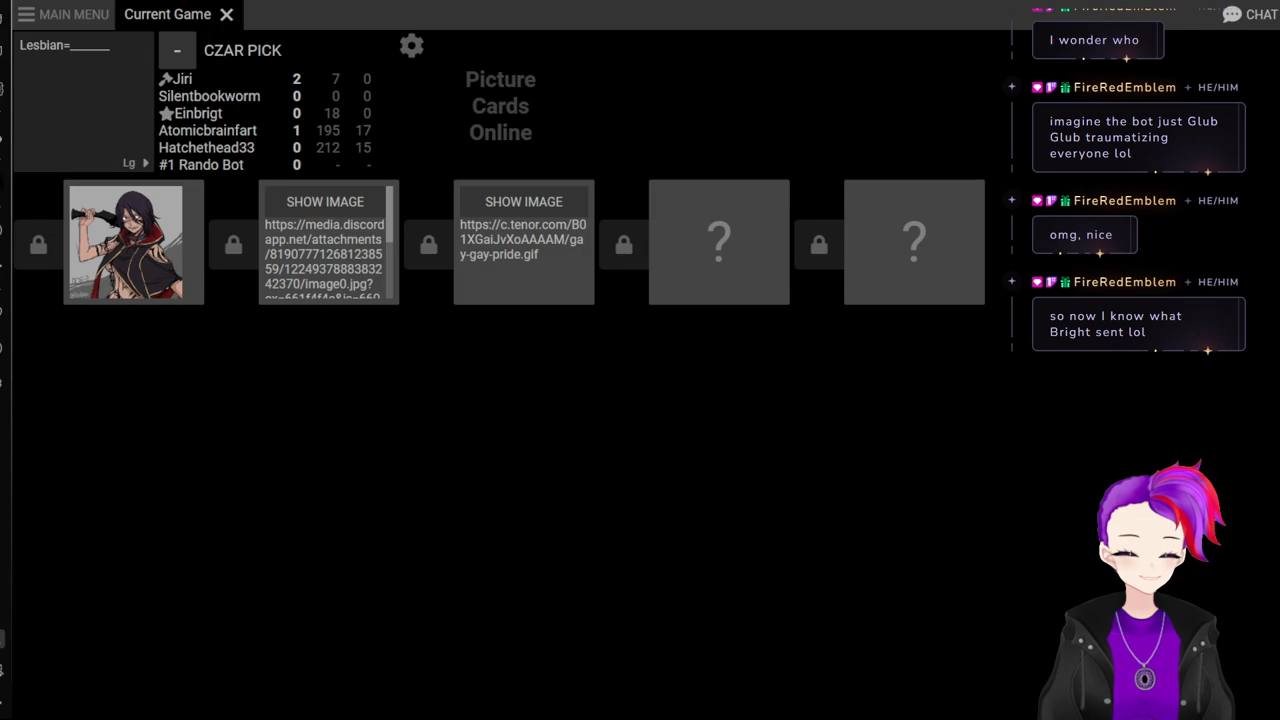 MAIN MENU
Current Game
CHAT
Lesbian=______
Lg
-
CZAR PICK
Jiri 2 7 0
Silentbookworm 0 0 0
Einbrigt 0 18 0
Atomicbrainfart 1 195 17
Hatchethead33 0 212 15
#1 Rando Bot 0 - -
Picture
Cards
Online
SHOW IMAGE
https://media.discord
app.net/attachments
/8190777126812385
59/12249378883832
42370/image0.jpg?
SHOW IMAGE
https://c.tenor.com/B0
1XGaiJvXoAAAAM/ga
y-gay-pride.gif
?
?
FireRedEmblem
I wonder who
FireRedEmblem HE/HIM
imagine the bot just Glub
Glub traumatizing
everyone lol
FireRedEmblem HE/HIM
omg, nice
FireRedEmblem HE/HIM
so now I know what
Bright sent lol